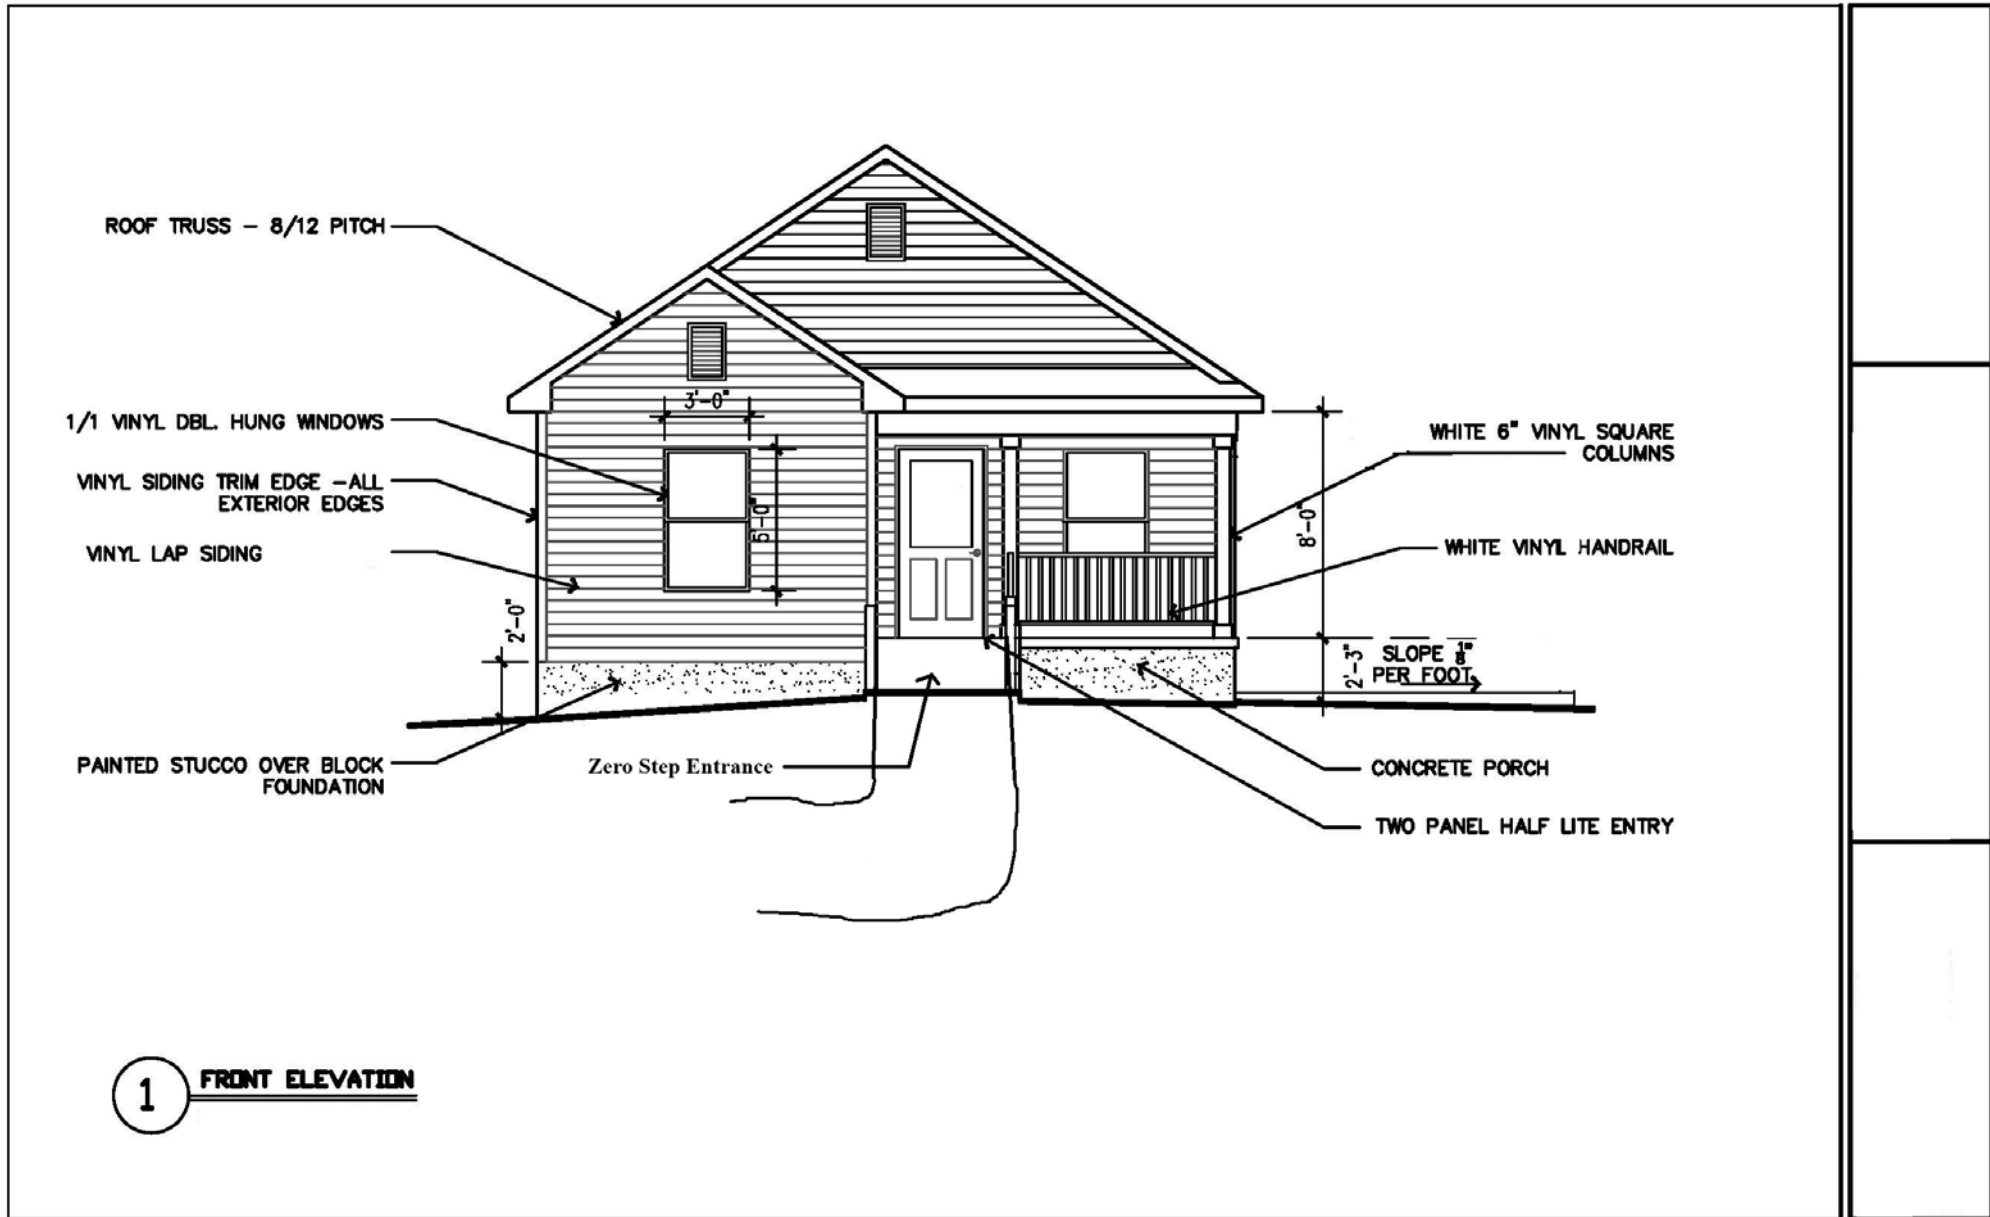 ROOF TRUSS - 8/12 PITCH
3'-0"
1/1 VINYL DBL. HUNG WINDOWS
WHITE 6" VINYL SQUARE
COLUMNS
VINYL SIDING TRIM EDGE -ALL
EXTERIOR EDGES
5'-0"
8'-0"
VINYL LAP SIDING
WHITE VINYL HANDRAIL
2'-0"
2'-3"
SLOPE 1/8"
PER FOOT
PAINTED STUCCO OVER BLOCK
FOUNDATION
Zero Step Entrance
CONCRETE PORCH
TWO PANEL HALF LITE ENTRY
1
FRONT ELEVATION